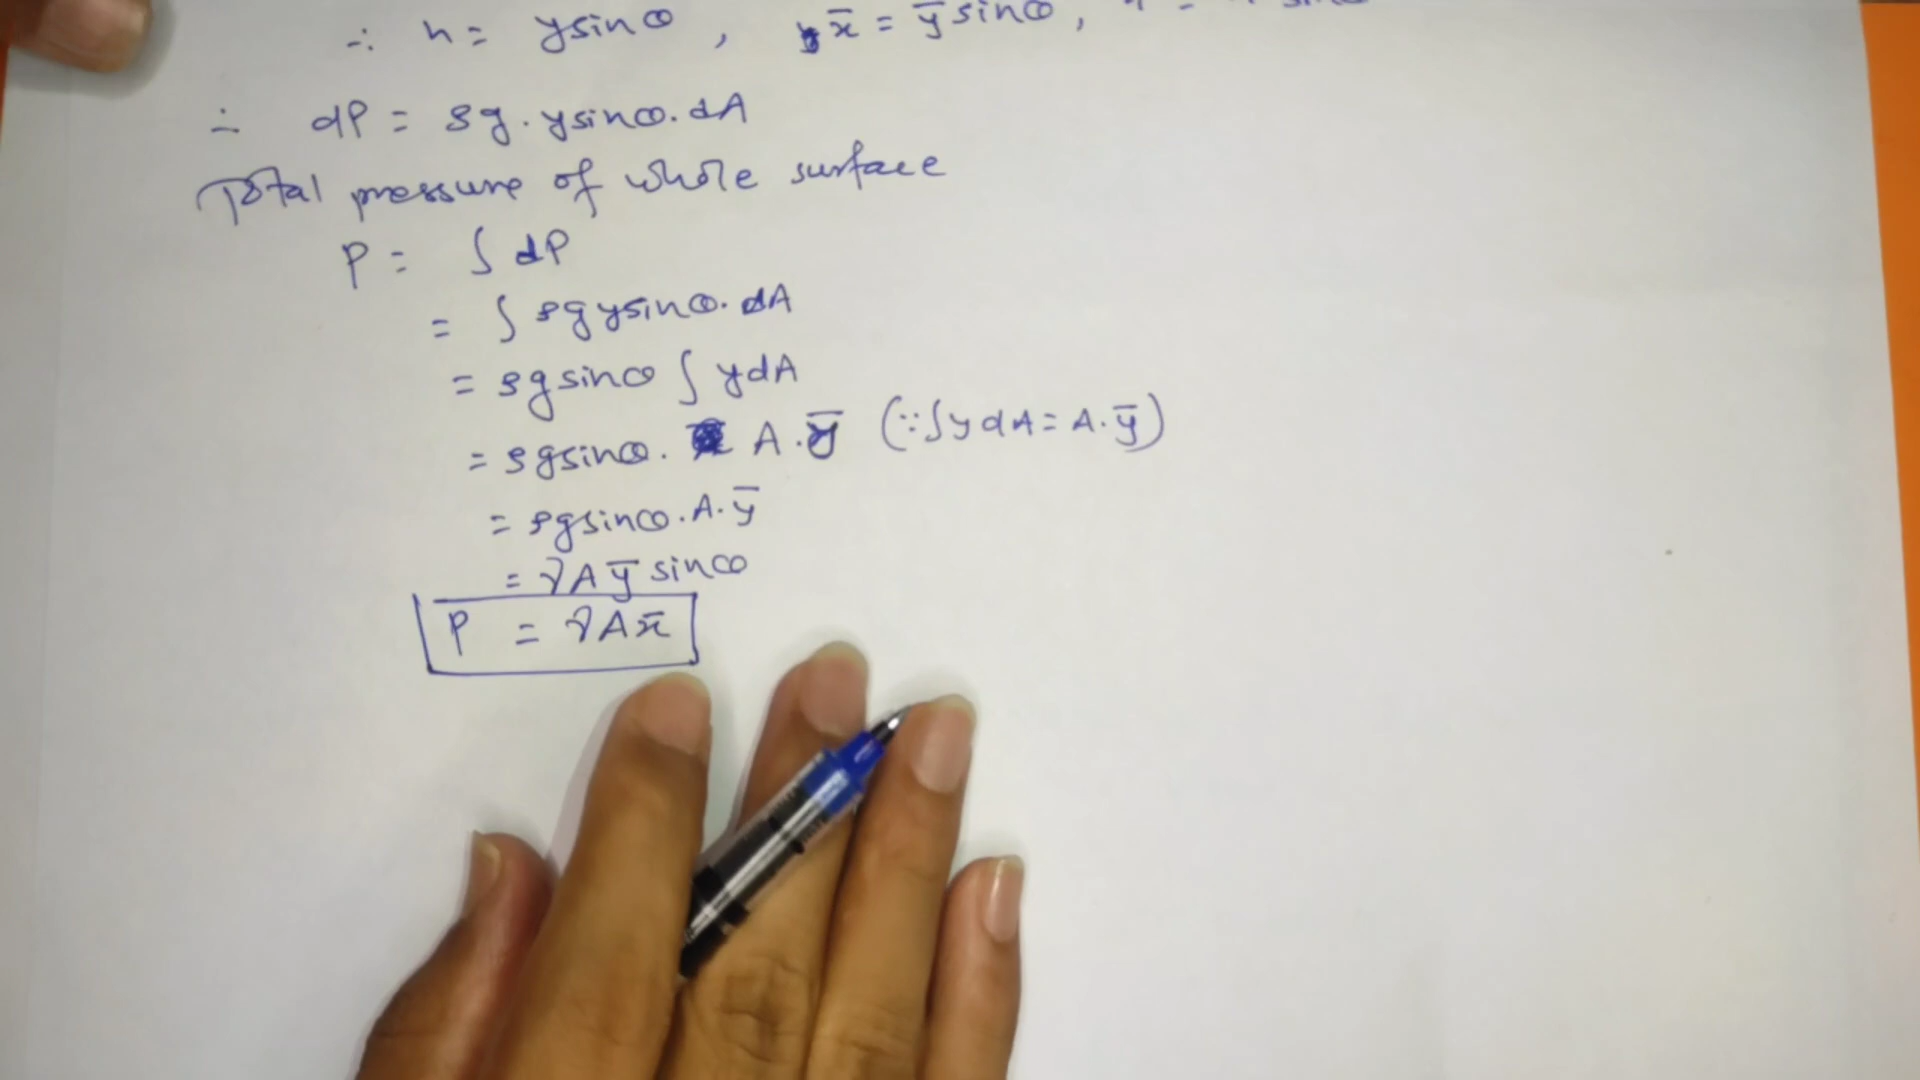 ∴ h = y sinθ , x̄ = ȳ sinθ ,
∴ dP = ρg. y sinθ. dA
Total pressure of whole surface
P = ∫ dP
= ∫ ρg y sinθ. dA
= ρg sinθ ∫ y dA
= ρg sinθ. A . ȳ (∵ ∫ y dA = A. ȳ)
= ρg sinθ . A. ȳ
= γ A ȳ sinθ
P = γ A x̄